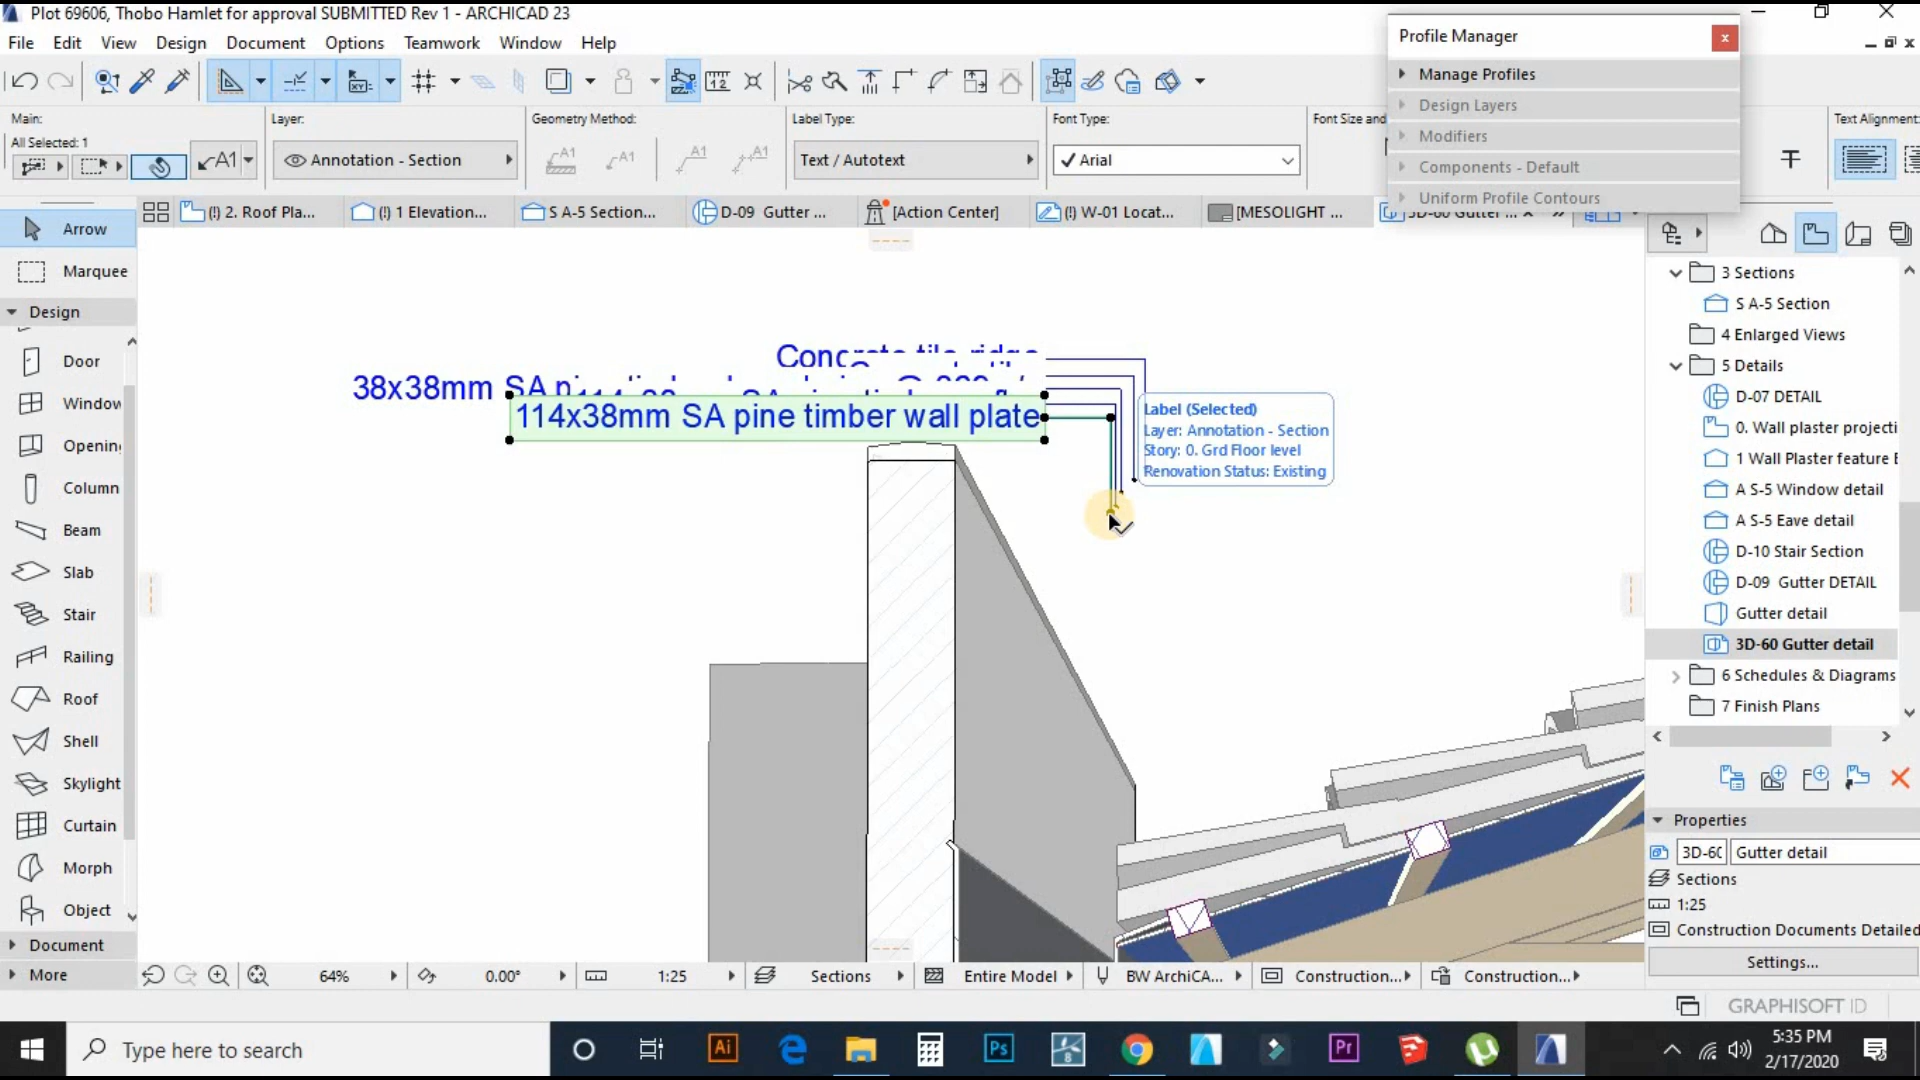 Plot 69606, Thobo Hamlet for approval SUBMITTED Rev 1 - ARCHICAD 23
File Edit View Design Document Options Teamwork Window Help
Main:
All Selected: 1
Layer:
Annotation - Section
Geometry Method:
Label Type:
Text / Autotext
Font Type:
Arial
Font Size and
Text Alignment:
Profile Manager
Manage Profiles
Design Layers
Modifiers
Components - Default
Uniform Profile Contours
(!) 2. Roof Pla...
(!) 1 Elevation...
S A-5 Section...
D-09 Gutter ...
[Action Center]
(!) W-01 Locat...
[MESOLIGHT ...
3D-60 Gutter ...
Arrow
Marquee
Design
Door
Window
Opening
Column
Beam
Slab
Stair
Railing
Roof
Shell
Skylight
Curtain
Morph
Object
Document
More
Concrete tile ridge
38x38mm SA
114x38mm SA pine timber wall plate
Label (Selected)
Layer: Annotation - Section
Story: 0. Grd Floor level
Renovation Status: Existing
3 Sections
S A-5 Section
4 Enlarged Views
5 Details
D-07 DETAIL
0. Wall plaster projecti
1 Wall Plaster feature E
A S-5 Window detail
A S-5 Eave detail
D-10 Stair Section
D-09 Gutter DETAIL
Gutter detail
3D-60 Gutter detail
6 Schedules & Diagrams
7 Finish Plans
Properties
3D-60 Gutter detail
Sections
1:25
Construction Documents Detailed
Settings...
64%
0.00°
1:25
Sections
Entire Model
BW ArchiCA...
Construction...
Construction...
GRAPHISOFT ID
Type here to search
5:35 PM
2/17/2020